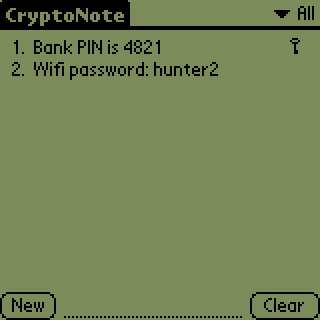 CryptoNote All
1. Bank PIN is 4821
2. Wifi password: hunter2
New Clear